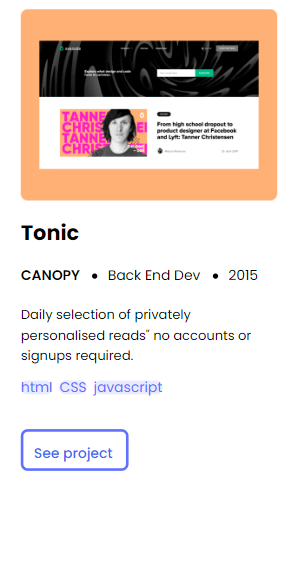 TANNER
CHRIS
From high school dropout to
product designer at Facebook
and Lyft: Tanner Christensen
Tonic
CANOPY • Back End Dev • 2015
Daily selection of privately
personalised reads" no accounts or
signups required.
html CSS javascript
See project